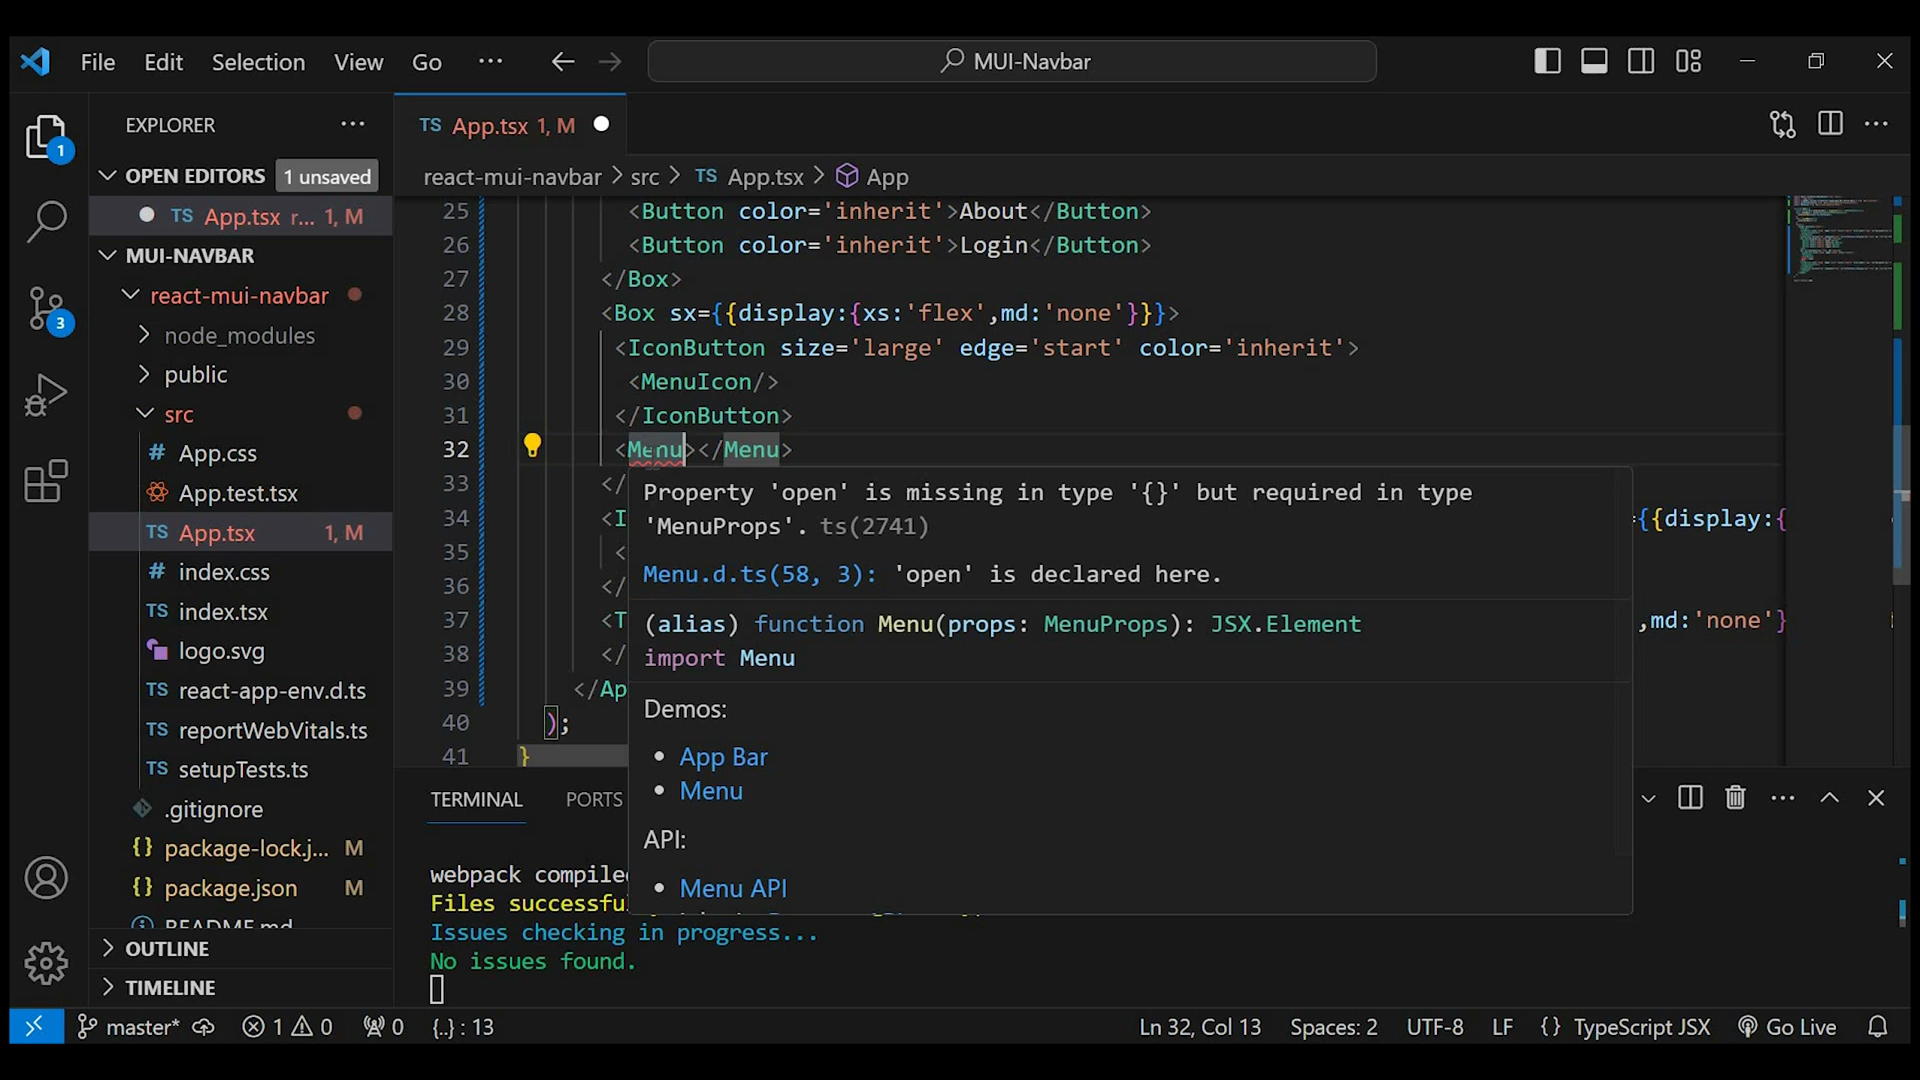 File Edit Selection View Go ···
MUI-Navbar
EXPLORER ···
OPEN EDITORS 1 unsaved
TS App.tsx r... 1, M
MUI-NAVBAR
react-mui-navbar
node_modules
public
src
# App.css
App.test.tsx
TS App.tsx 1, M
# index.css
TS index.tsx
logo.svg
TS react-app-env.d.ts
TS reportWebVitals.ts
TS setupTests.ts
.gitignore
{} package-lock.j... M
{} package.json M
README.md
OUTLINE
TIMELINE
1
3
TS App.tsx 1, M
react-mui-navbar > src > TS App.tsx > App
25 <Button color='inherit'>About</Button>
26 <Button color='inherit'>Login</Button>
27 </Box>
28 <Box sx={{display:{xs:'flex',md:'none'}}}>
29 <IconButton size='large' edge='start' color='inherit'>
30 <MenuIcon/>
31 </IconButton>
32 <Menu></Menu>
33 </
34 <I ={{display:{
35 <
36 </
37 <T ,md:'none'}
38 </
39 </Ap
40 );
41 }
Property 'open' is missing in type '{}' but required in type
'MenuProps'. ts(2741)
Menu.d.ts(58, 3): 'open' is declared here.
(alias) function Menu(props: MenuProps): JSX.Element
import Menu
Demos:
• App Bar
• Menu
API:
• Menu API
TERMINAL PORTS
webpack compiled
Files successfu
Issues checking in progress...
No issues found.
master* 1 0 0 {..} : 13 Ln 32, Col 13 Spaces: 2 UTF-8 LF {} TypeScript JSX Go Live